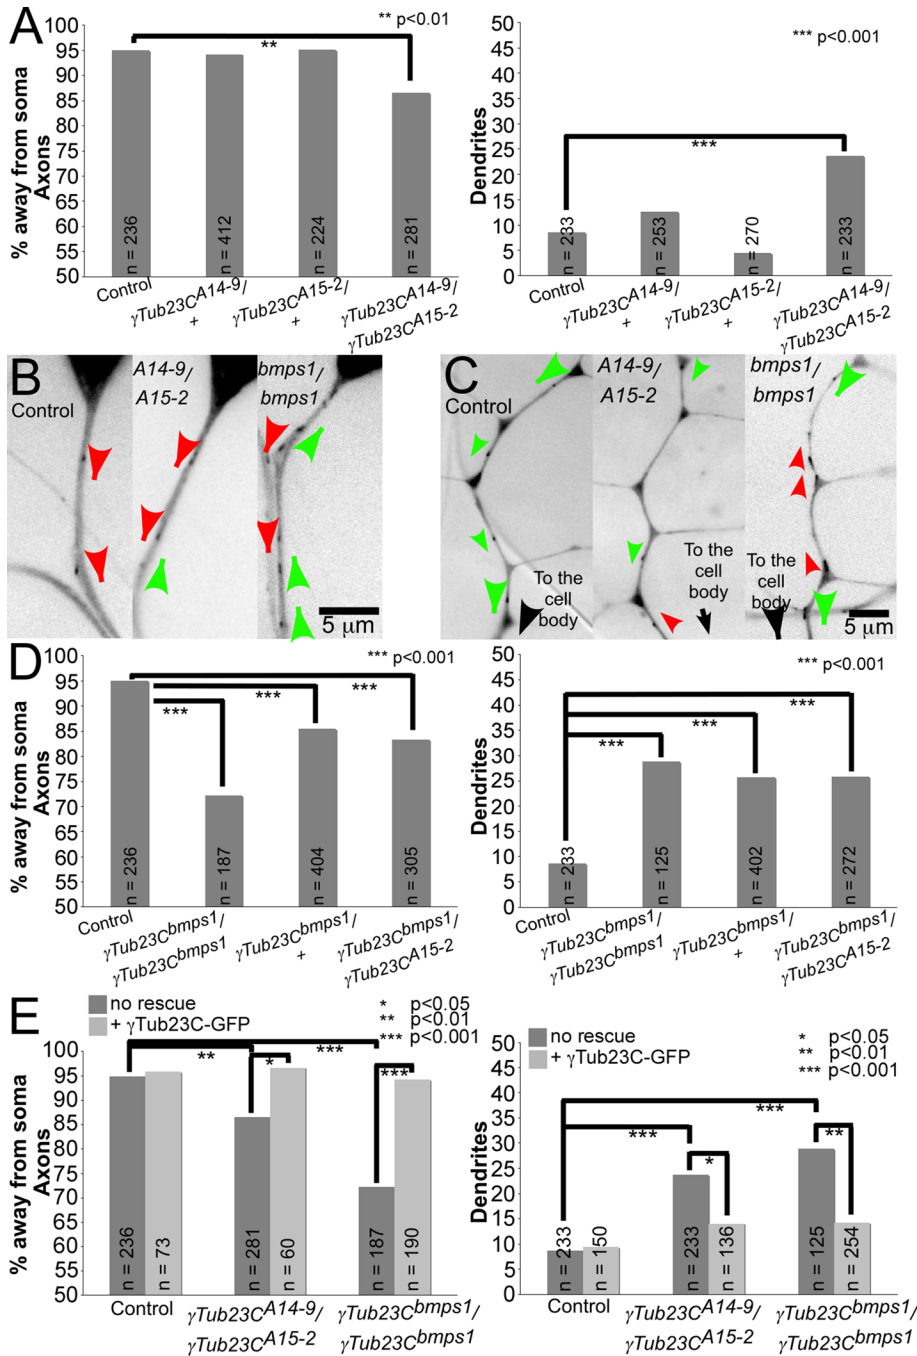 A
** p<0.01
% away from soma
Axons
100
95
90
85
80
75
70
65
60
55
50
**
n = 236
n = 412
n = 224
n = 281
Control
γTub23CA14-9/
+
γTub23CA15-2/
+
γTub23CA14-9/
γTub23CA15-2
*** p<0.001
Dendrites
50
45
40
35
30
25
20
15
10
5
0
***
n = 233
n = 253
n = 270
n = 233
Control
γTub23CA14-9/
+
γTub23CA15-2/
+
γTub23CA14-9/
γTub23CA15-2
B
Control
A14-9/
A15-2
bmps1/
bmps1
5 µm
C
Control
A14-9/
A15-2
bmps1/
bmps1
To the
cell
body
To the
cell
body
To the
cell
body
5 µm
D
*** p<0.001
% away from soma
Axons
100
95
90
85
80
75
70
65
60
55
50
***
***
***
n = 236
n = 187
n = 404
n = 305
Control
γTub23Cbmps1/
γTub23Cbmps1
γTub23Cbmps1/
+
γTub23Cbmps1/
γTub23CA15-2
*** p<0.001
Dendrites
50
45
40
35
30
25
20
15
10
5
0
***
***
***
n = 233
n = 125
n = 402
n = 272
Control
γTub23Cbmps1/
γTub23Cbmps1
γTub23Cbmps1/
+
γTub23Cbmps1/
γTub23CA15-2
E
no rescue
+ γTub23C-GFP
* p<0.05
** p<0.01
*** p<0.001
% away from soma
Axons
100
95
90
85
80
75
70
65
60
55
50
**
*
***
***
n = 236
n = 73
n = 281
n = 60
n = 187
n = 190
Control
γTub23CA14-9/
γTub23CA15-2
γTub23Cbmps1/
γTub23Cbmps1
no rescue
+ γTub23C-GFP
* p<0.05
** p<0.01
*** p<0.001
Dendrites
50
45
40
35
30
25
20
15
10
5
0
***
*
***
**
n = 233
n = 150
n = 233
n = 136
n = 125
n = 254
Control
γTub23CA14-9/
γTub23CA15-2
γTub23Cbmps1/
γTub23Cbmps1